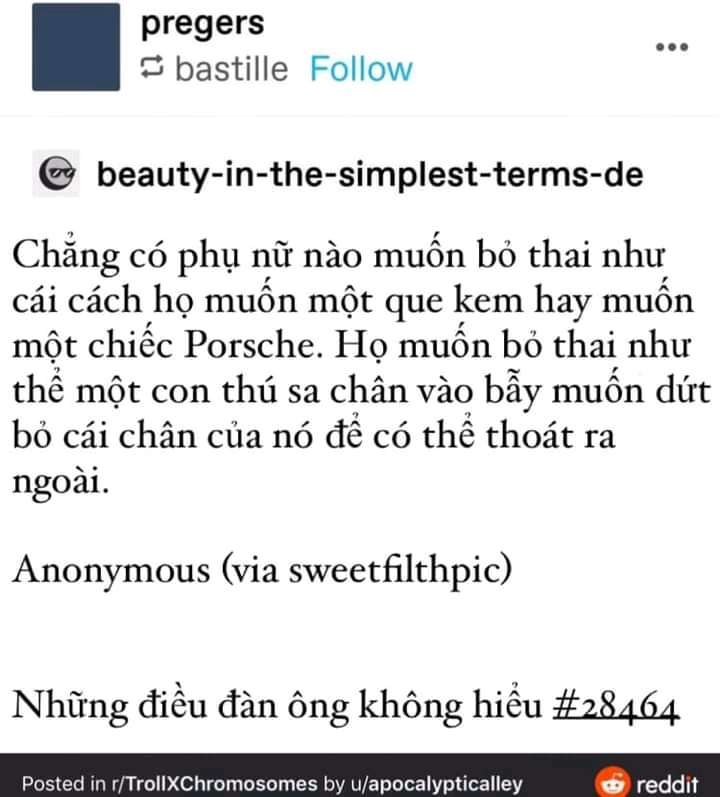 pregers
bastille Follow
beauty-in-the-simplest-terms-de
Chẳng có phụ nữ nào muốn bỏ thai như
cái cách họ muốn một que kem hay muốn
một chiếc Porsche. Họ muốn bỏ thai như
thể một con thú sa chân vào bẫy muốn dứt
bỏ cái chân của nó để có thể thoát ra
ngoài.
Anonymous (via sweetfilthpic)
Những điều đàn ông không hiểu #28464
Posted in r/TrollXChromosomes by u/apocalypticalley reddit